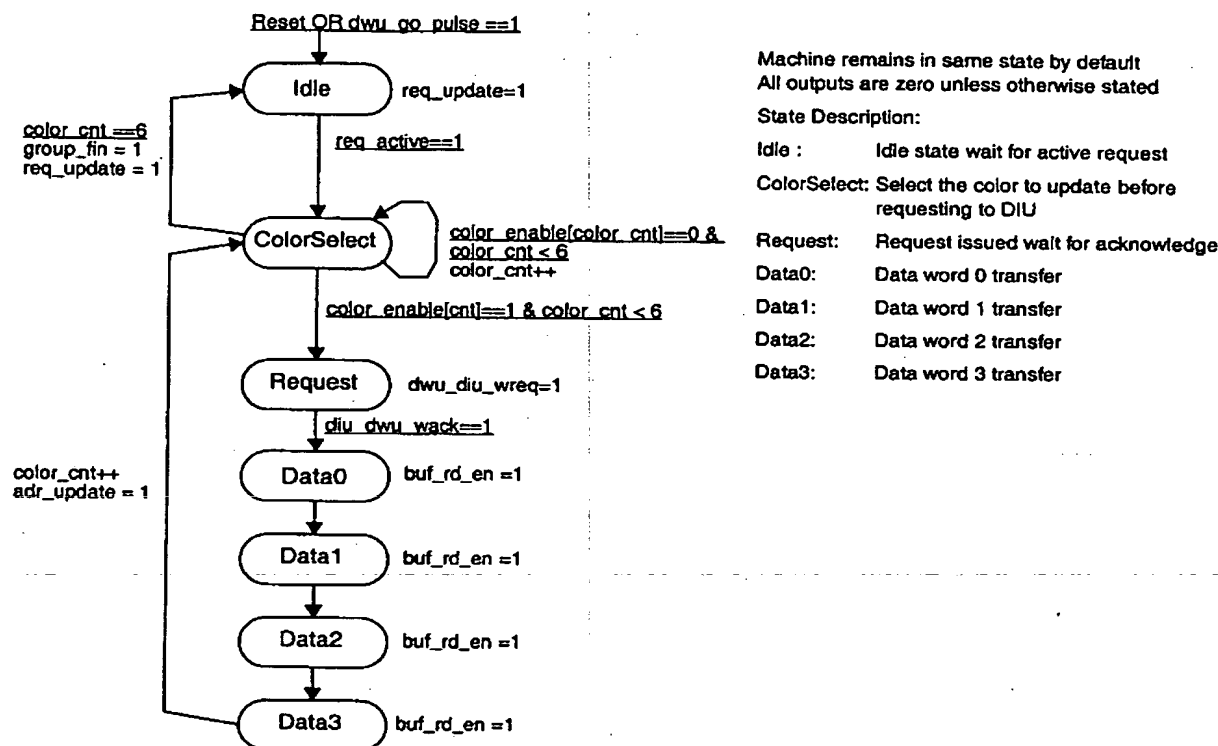 Reset OR dwu_go_pulse ==1
Idle
req_update=1
color_cnt ==6
group_fin = 1
req_update = 1
req_active==1
ColorSelect
color_enable[color_cnt]==0 &
color_cnt < 6
color_cnt++
color_enable[cnt]==1 & color_cnt < 6
Request
dwu_diu_wreq=1
diu_dwu_wack==1
Data0
buf_rd_en =1
color_cnt++
adr_update = 1
Data1
buf_rd_en =1
Data2
buf_rd_en =1
Data3
buf_rd_en =1
Machine remains in same state by default
All outputs are zero unless otherwise stated
State Description:
Idle : Idle state wait for active request
ColorSelect: Select the color to update before
requesting to DIU
Request: Request issued wait for acknowledge
Data0: Data word 0 transfer
Data1: Data word 1 transfer
Data2: Data word 2 transfer
Data3: Data word 3 transfer